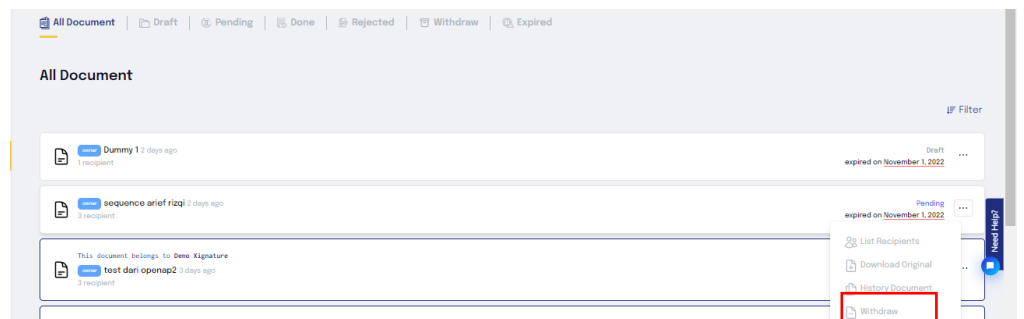 All Document Draft Pending Done Rejected Withdraw Expired
All Document
Filter
owner Dummy 1 2 days ago
1 recipient
Draft
expired on November 1, 2022
owner sequence arief rizqi 2 days ago
3 recipient
Pending
expired on November 1, 2022
This document belongs to Demo Xignature
owner test dari openap2 3 days ago
3 recipient
List Recipients
Download Original
History Document
Withdraw
Need Help?